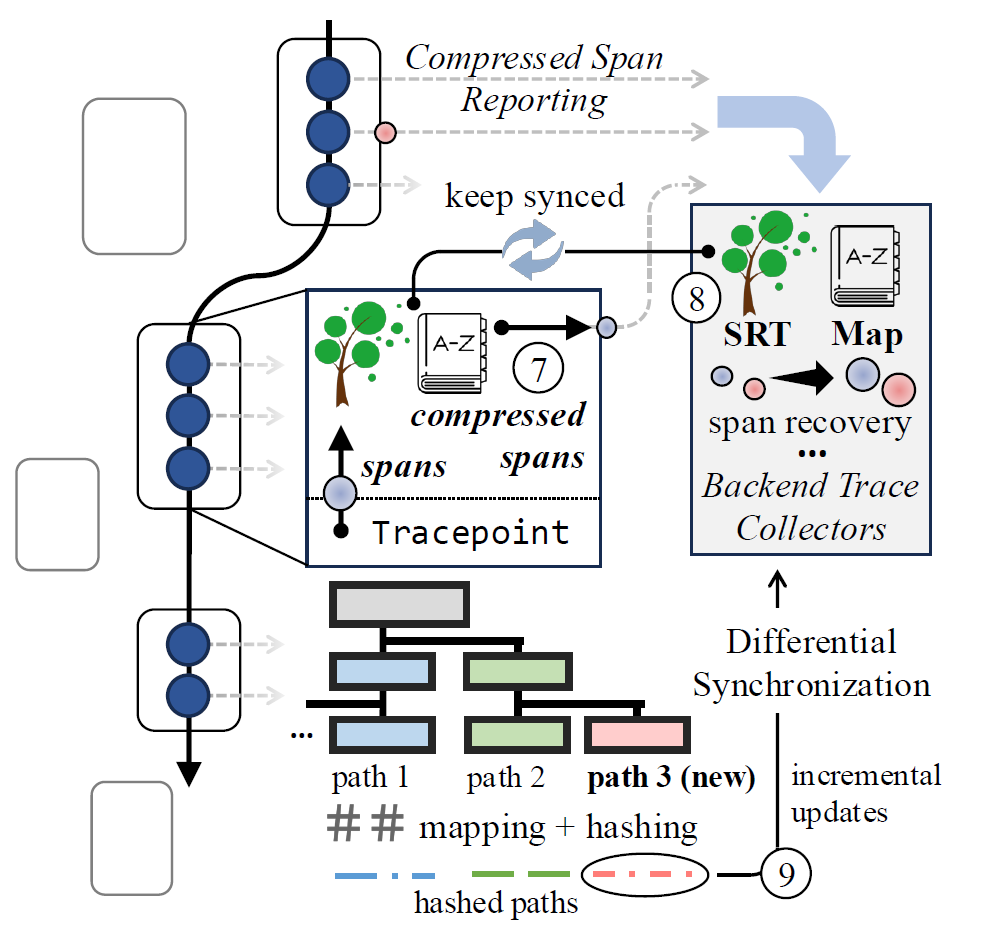 Compressed Span
Reporting
keep synced
A-Z
8
SRT Map
A-Z
7
compressed
spans
spans
span recovery
...
Backend Trace
Collectors
Tracepoint
Differential
Synchronization
...
path 1 path 2 path 3 (new)
incremental
updates
## mapping + hashing
9
hashed paths